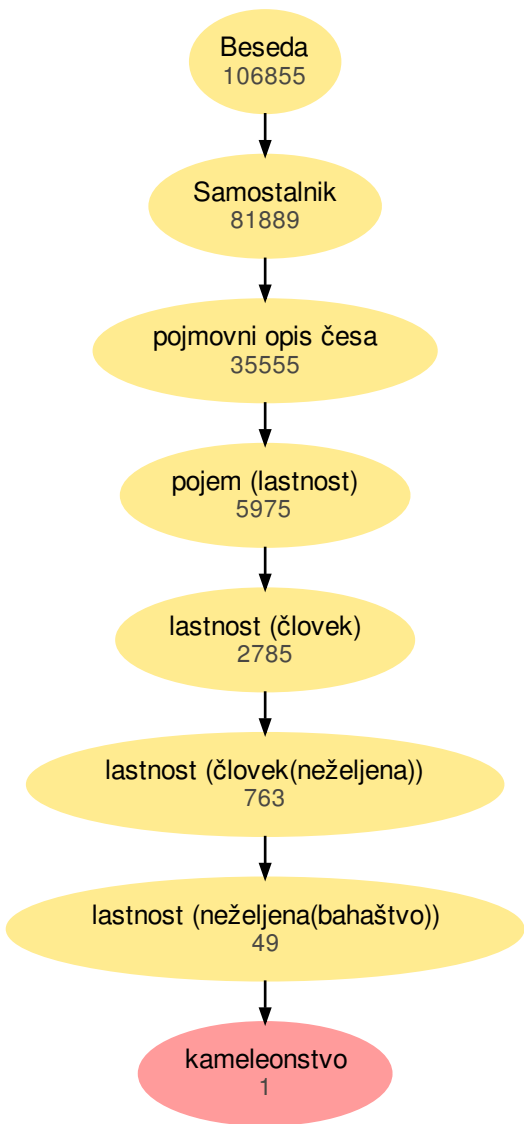 Beseda
106855
Samostalnik
81889
pojmovni opis česa
35555
pojem (lastnost)
5975
lastnost (človek)
2785
lastnost (človek(neželjena))
763
lastnost (neželjena(bahaštvo))
49
kameleonstvo
1